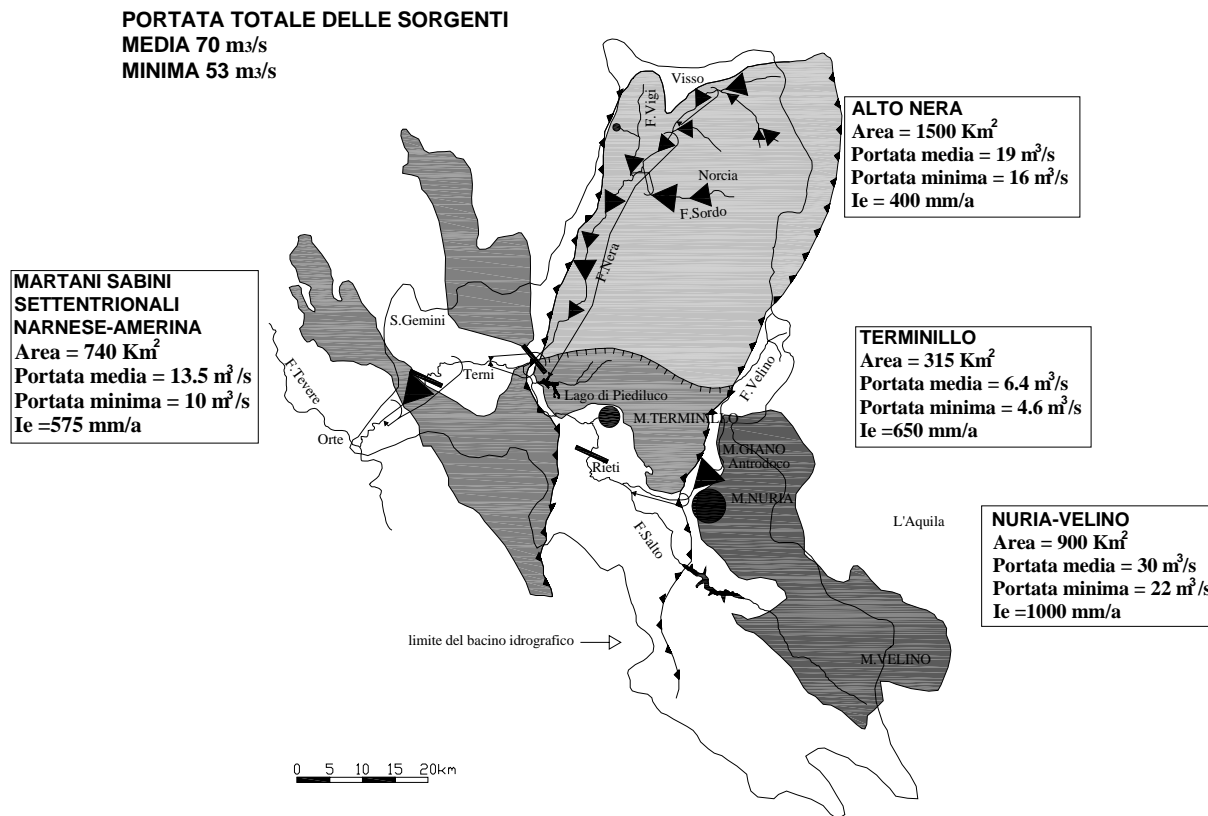 PORTATA TOTALE DELLE SORGENTI
MEDIA 70 m3/s
MINIMA 53 m3/s
Visso
F.Vigi
Norcia
F.Sordo
F.Nera
ALTO NERA
Area = 1500 Km²
Portata media = 19 m³/s
Portata minima = 16 m³/s
Ie = 400 mm/a
MARTANI SABINI
SETTENTRIONALI
NARNESE-AMERINA
Area = 740 Km²
Portata media = 13.5 m³/s
Portata minima = 10 m³/s
Ie =575 mm/a
S.Gemini
F.Tevere
Terni
Orte
Lago di Piediluco
M.TERMINILLO
F.Velino
TERMINILLO
Area = 315 Km²
Portata media = 6.4 m³/s
Portata minima = 4.6 m³/s
Ie =650 mm/a
Rieti
M.GIANO
Antrodoco
M.NURIA
F.Salto
L'Aquila
NURIA-VELINO
Area = 900 Km²
Portata media = 30 m³/s
Portata minima = 22 m³/s
Ie =1000 mm/a
limite del bacino idrografico
M.VELINO
0 5 10 15 20km